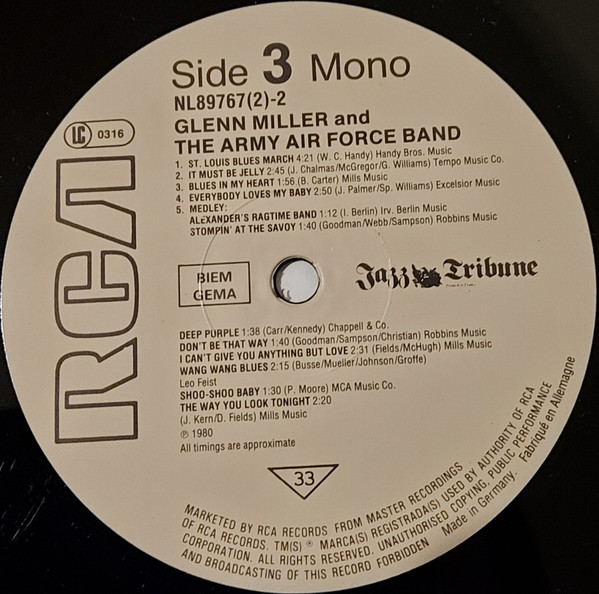 Side 3 Mono
NL89767(2)-2
GLENN MILLER and
THE ARMY AIR FORCE BAND
LC 0316
RCA
1. ST. LOUIS BLUES MARCH 4:21 (W. C. Handy) Handy Bros. Music
2. IT MUST BE JELLY 2:45 (J. Chalmas/McGregor/G. Williams) Tempo Music Co.
3. BLUES IN MY HEART 1:56 (B. Carter) Mills Music
4. EVERYBODY LOVES MY BABY 2:50 (J. Palmer/Sp. Williams) Excelsior Music
5. MEDLEY:
ALEXANDER'S RAGTIME BAND 1:12 (I. Berlin) Irv. Berlin Music
STOMPIN' AT THE SAVOY 1:40 (Goodman/Webb/Sampson) Robbins Music
BIEM
GEMA
Jazz Tribune
DEEP PURPLE 1:38 (Carr/Kennedy) Chappell & Co.
DON'T BE THAT WAY 1:40 (Goodman/Sampson/Christian) Robbins Music
I CAN'T GIVE YOU ANYTHING BUT LOVE 2:31 (Fields/McHugh) Mills Music
WANG WANG BLUES 2:15 (Busse/Mueller/Johnson/Groffe)
Leo Feist
SHOO-SHOO BABY 1:30 (P. Moore) MCA Music Co.
THE WAY YOU LOOK TONIGHT 2:20
(J. Kern/D. Fields) Mills Music
℗ 1980
All timings are approximate
33
MARKETED BY RCA RECORDS FROM MASTER RECORDINGS
OF RCA RECORDS. TM(S) ® MARCA(S) REGISTRADA(S) USED BY AUTHORITY OF RCA
CORPORATION. ALL RIGHTS RESERVED. UNAUTHORISED COPYING, PUBLIC PERFORMANCE
AND BROADCASTING OF THIS RECORD FORBIDDEN Made in Germany. Fabriqué en Allemagne